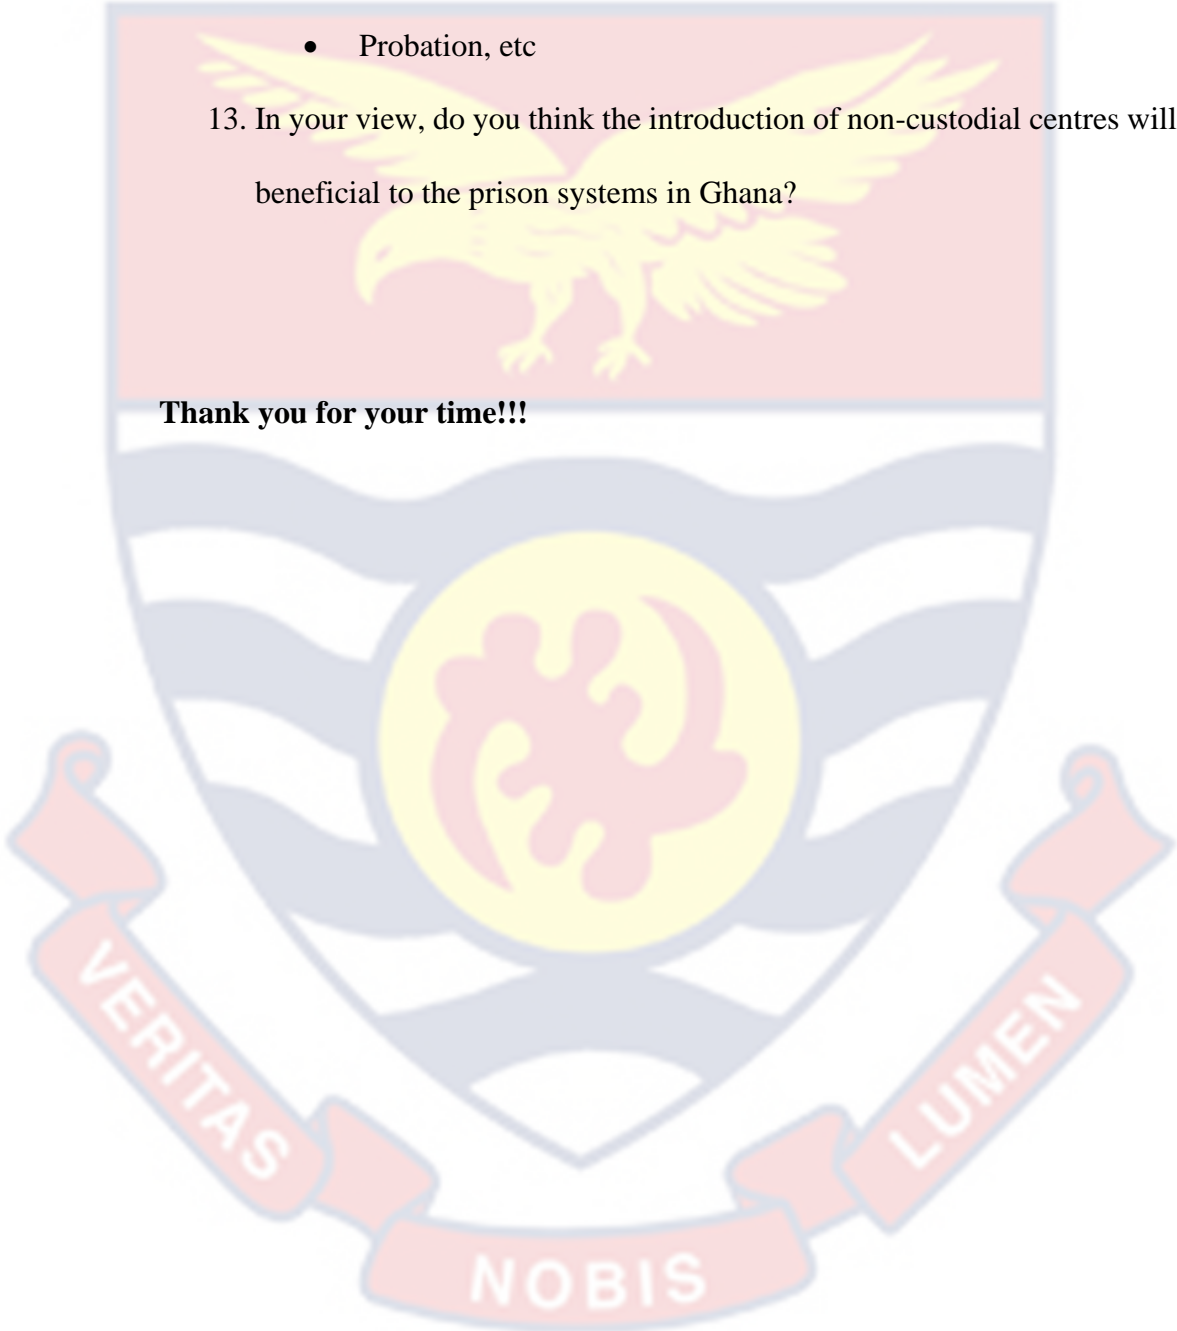 • Probation, etc
13. In your view, do you think the introduction of non-custodial centres will
beneficial to the prison systems in Ghana?
Thank you for your time!!!
VERITAS
NOBIS
LUMEN